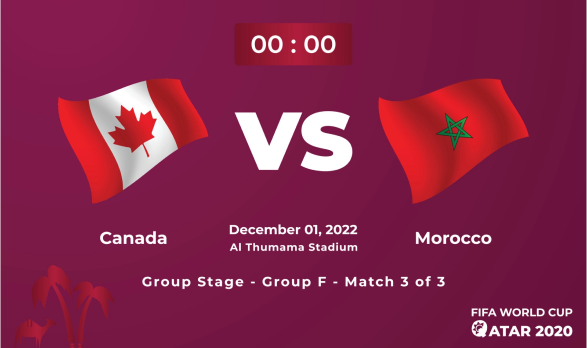 00 : 00
VS
Canada
December 01, 2022
Al Thumama Stadium
Morocco
Group Stage - Group F - Match 3 of 3
FIFA WORLD CUP
QATAR 2020